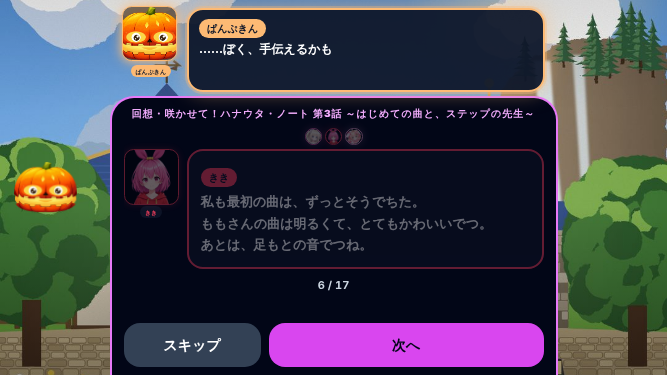 ぱんぷきん
……ぼく、手伝えるかも
ぱんぷきん
回想・咲かせて！ハナウタ・ノート 第3話 ～はじめての曲と、ステップの先生～
きき
私も最初の曲は、ずっとそうでちた。
ももさんの曲は明るくて、とてもかわいいでつ。
あとは、足もとの音でつね。
きき
6 / 17
スキップ
次へ